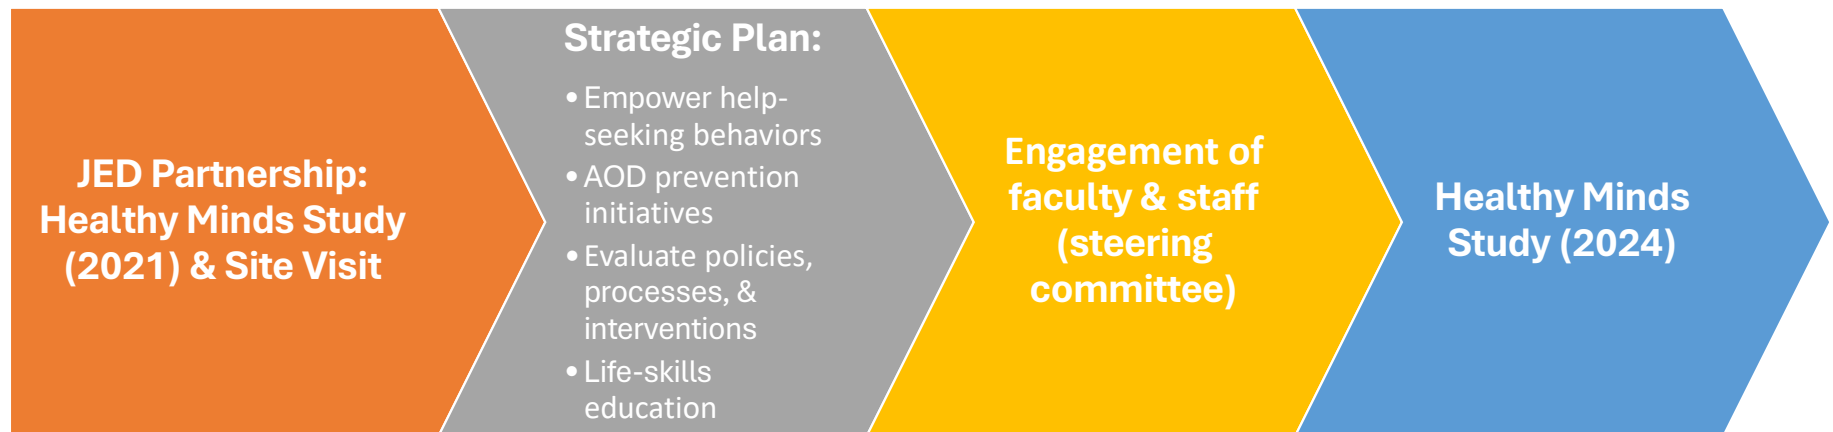 JED Partnership:
Healthy Minds Study
(2021) & Site Visit
Strategic Plan:
• Empower help-
seeking behaviors
• AOD prevention
initiatives
• Evaluate policies,
processes, &
interventions
• Life-skills
education
Engagement of
faculty & staff
(steering
committee)
Healthy Minds
Study (2024)